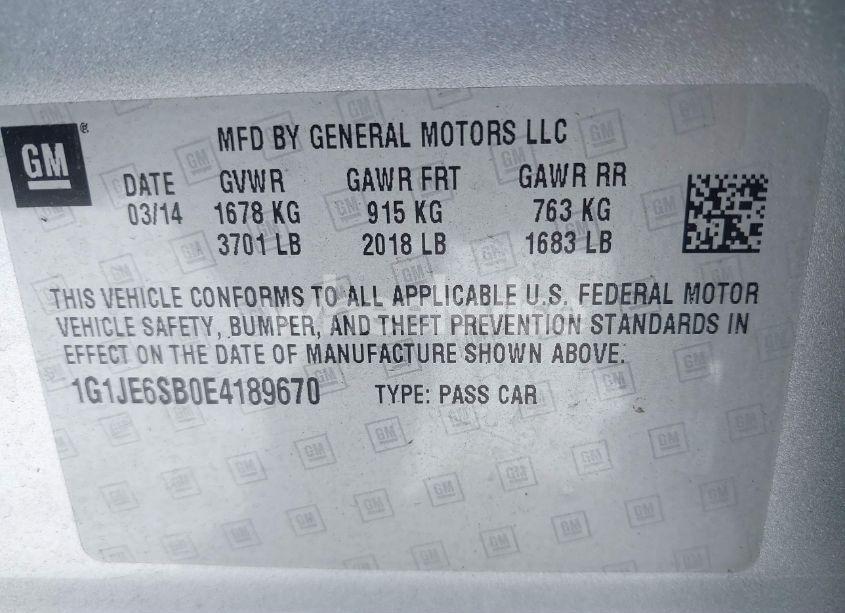 GM®
MFD BY GENERAL MOTORS LLC
DATE GVWR GAWR FRT GAWR RR
03/14 1678 KG 915 KG 763 KG
3701 LB 2018 LB 1683 LB
THIS VEHICLE CONFORMS TO ALL APPLICABLE U.S. FEDERAL MOTOR
VEHICLE SAFETY, BUMPER, AND THEFT PREVENTION STANDARDS IN
EFFECT ON THE DATE OF MANUFACTURE SHOWN ABOVE.
1G1JE6SB0E4189670 TYPE: PASS CAR